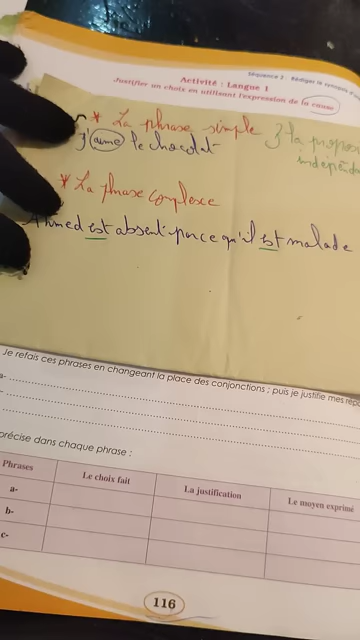 Séquence 2 : Rédiger le synopsis d'un
Activité : Langue 1
Justifier un choix en utilisant l'expression de la cause
* La phrase simple } la propos
J'aime le chocolat indépenda
* La phrase complexe
Ahmed est absent parce qu'il est malade
Je refais ces phrases en changeant la place des conjonctions ; puis je justifie mes répo
a-
précise dans chaque phrase :
Phrases Le choix fait La justification Le moyen exprimé
a-
b-
c-
116